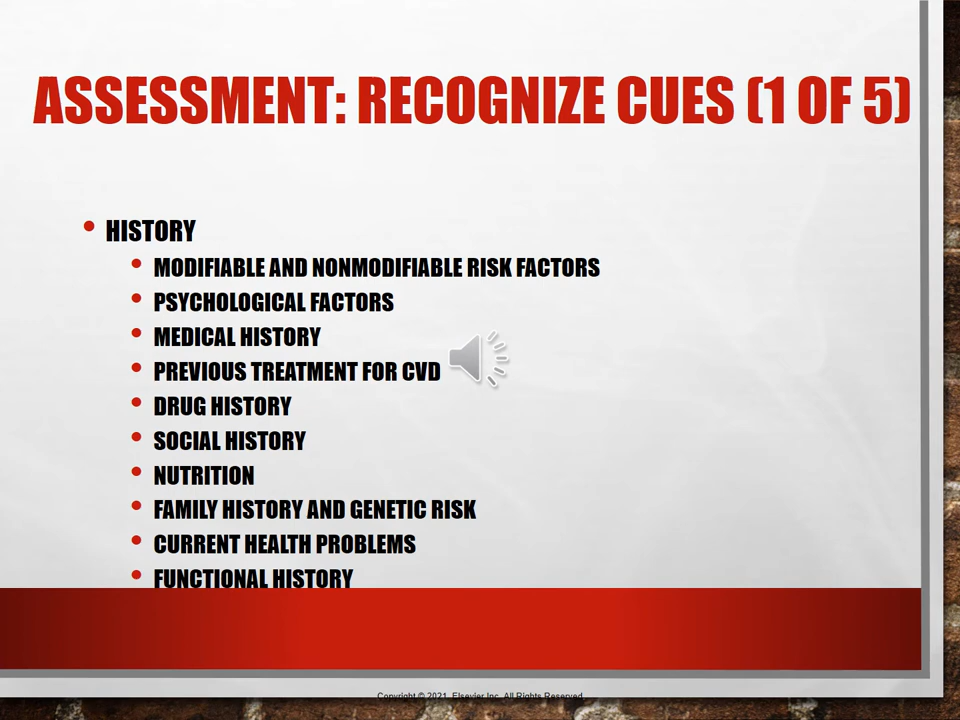 ASSESSMENT: RECOGNIZE CUES (1 OF 5)
• HISTORY
• MODIFIABLE AND NONMODIFIABLE RISK FACTORS
• PSYCHOLOGICAL FACTORS
• MEDICAL HISTORY
• PREVIOUS TREATMENT FOR CVD
• DRUG HISTORY
• SOCIAL HISTORY
• NUTRITION
• FAMILY HISTORY AND GENETIC RISK
• CURRENT HEALTH PROBLEMS
• FUNCTIONAL HISTORY
Copyright © 2021, Elsevier Inc. All Rights Reserved.